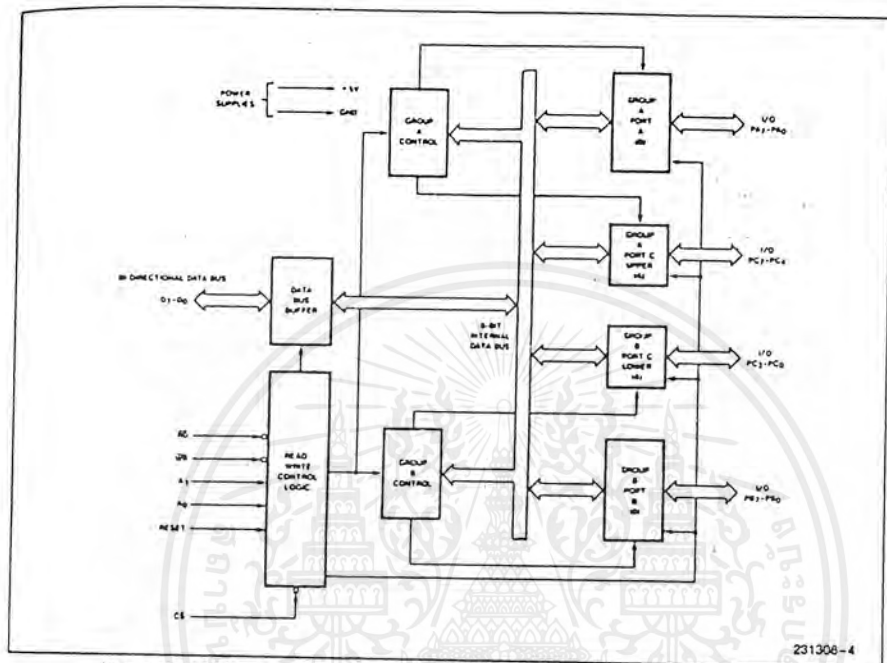 POWER
SUPPLIES
+5V
GND
GROUP
A
CONTROL
GROUP
A
PORT
A
(8)
I/O
PA7-PA0
GROUP
A
PORT C
UPPER
(4)
I/O
PC7-PC4
BI-DIRECTIONAL DATA BUS
D7-D0
DATA
BUS
BUFFER
8-BIT
INTERNAL
DATA BUS
GROUP
B
PORT C
LOWER
(4)
I/O
PC3-PC0
RD
WR
A1
A0
RESET
CS
READ
WRITE
CONTROL
LOGIC
GROUP
B
CONTROL
GROUP
B
PORT
B
(8)
I/O
PB7-PB0
231308-4